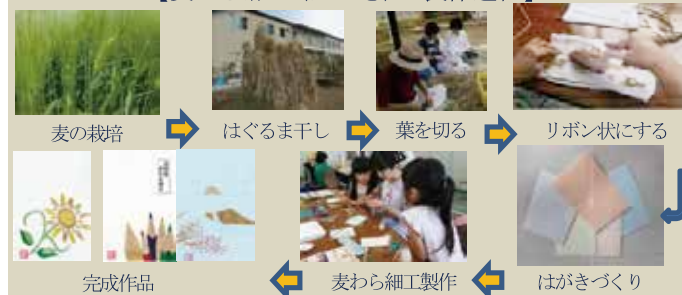 麦の栽培
はぐるま干し
葉を切る
リボン状にする
はがきづくり
麦わら細工製作
完成作品